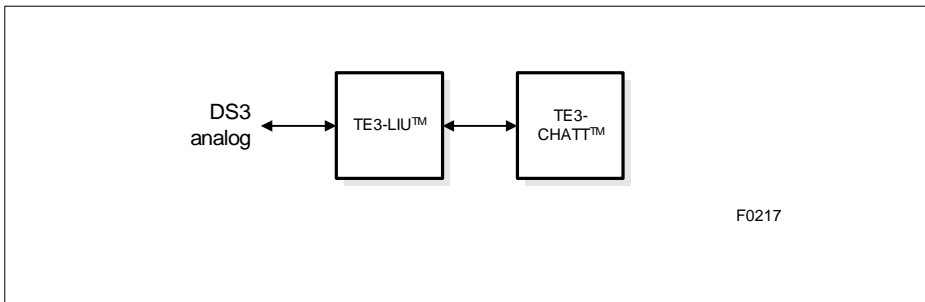 DS3
analog
TE3-LIU™
TE3-
CHATT™
F0217